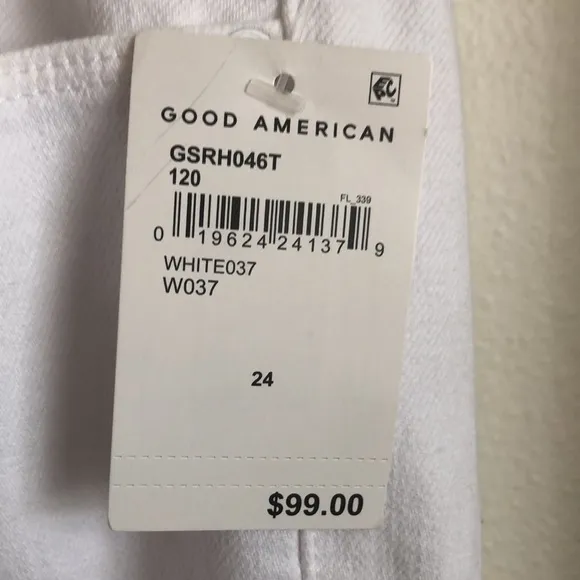 GOOD AMERICAN
GSRH046T
120
FL_339
0 19624 24137 9
WHITE037
W037
24
$99.00